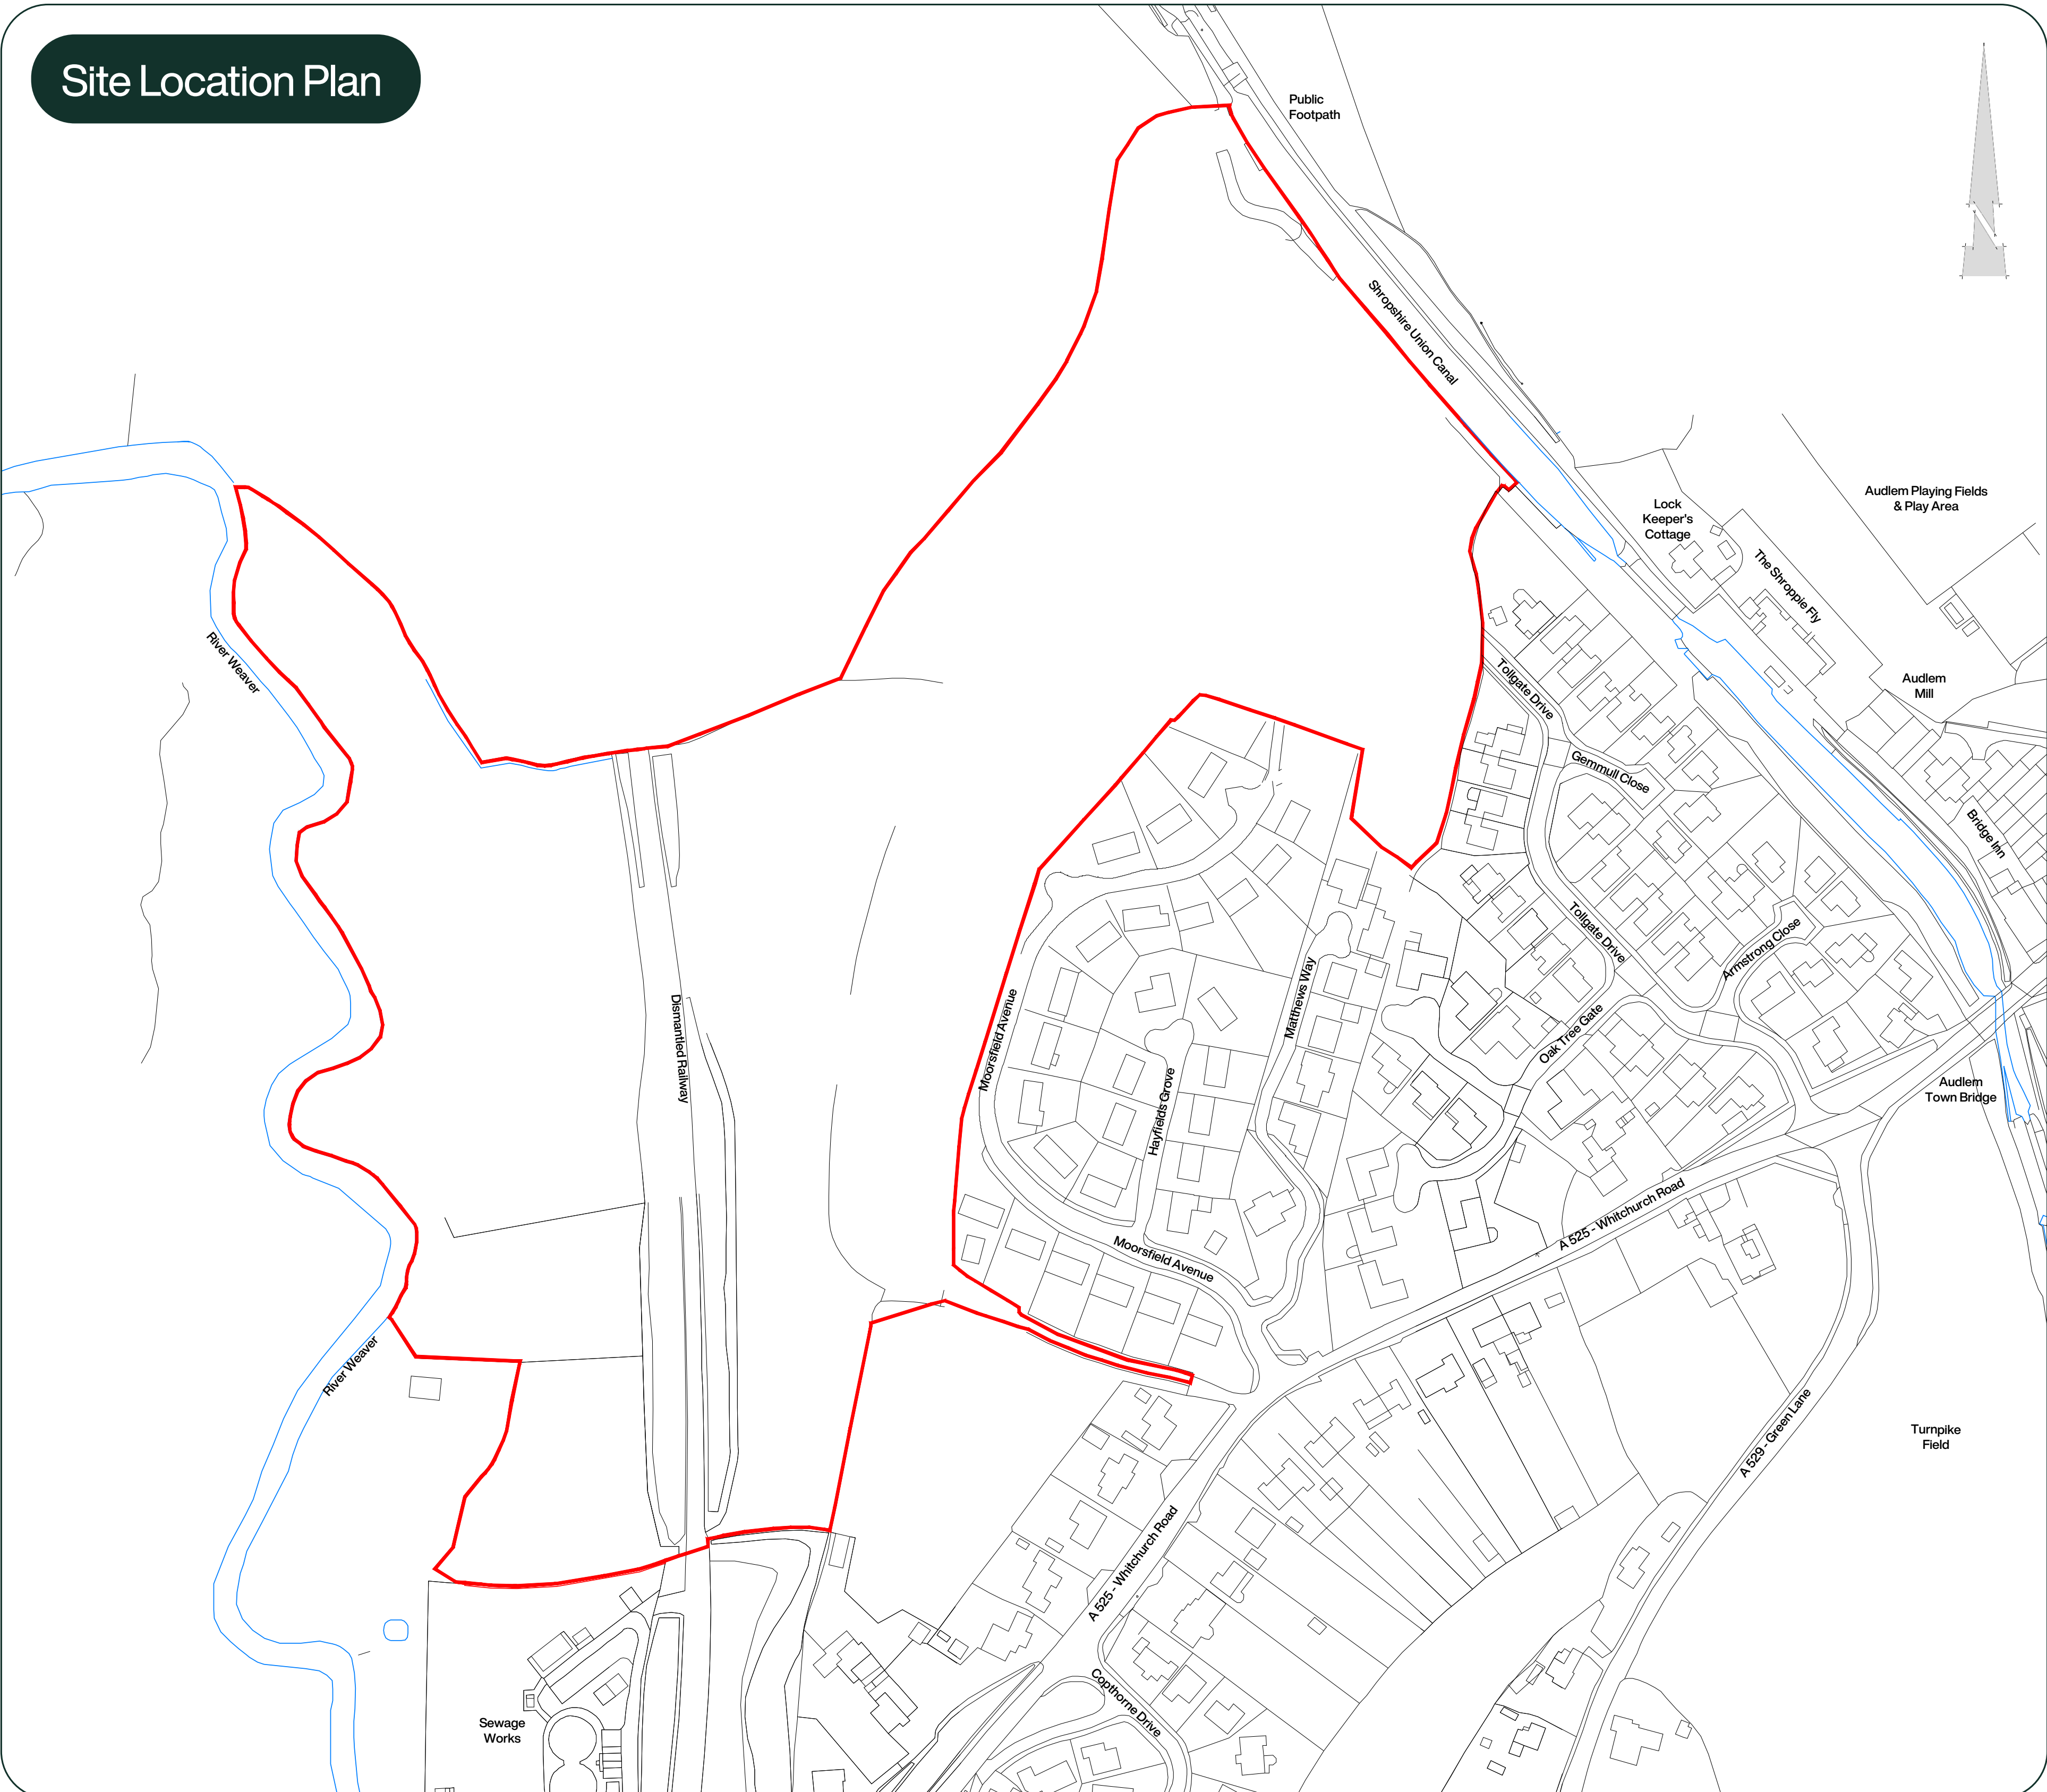 Site Location Plan
Public
Footpath
Shropshire Union Canal
Audlem Playing Fields
& Play Area
Lock
Keeper's
Cottage
The Shroppie Fly
River Weaver
Tollgate Drive
Audlem
Mill
Gemmull Close
Bridge Inn
Tollgate Drive
Armstrong Close
Matthews Way
Moorsfield Avenue
Dismantled Railway
Oak Tree Gate
Hayfields Grove
Audlem
Town Bridge
A 525 - Whitchurch Road
Moorsfield Avenue
River Weaver
A 529 - Green Lane
Turnpike
Field
A 525 - Whitchurch Road
Copthorne Drive
Sewage
Works